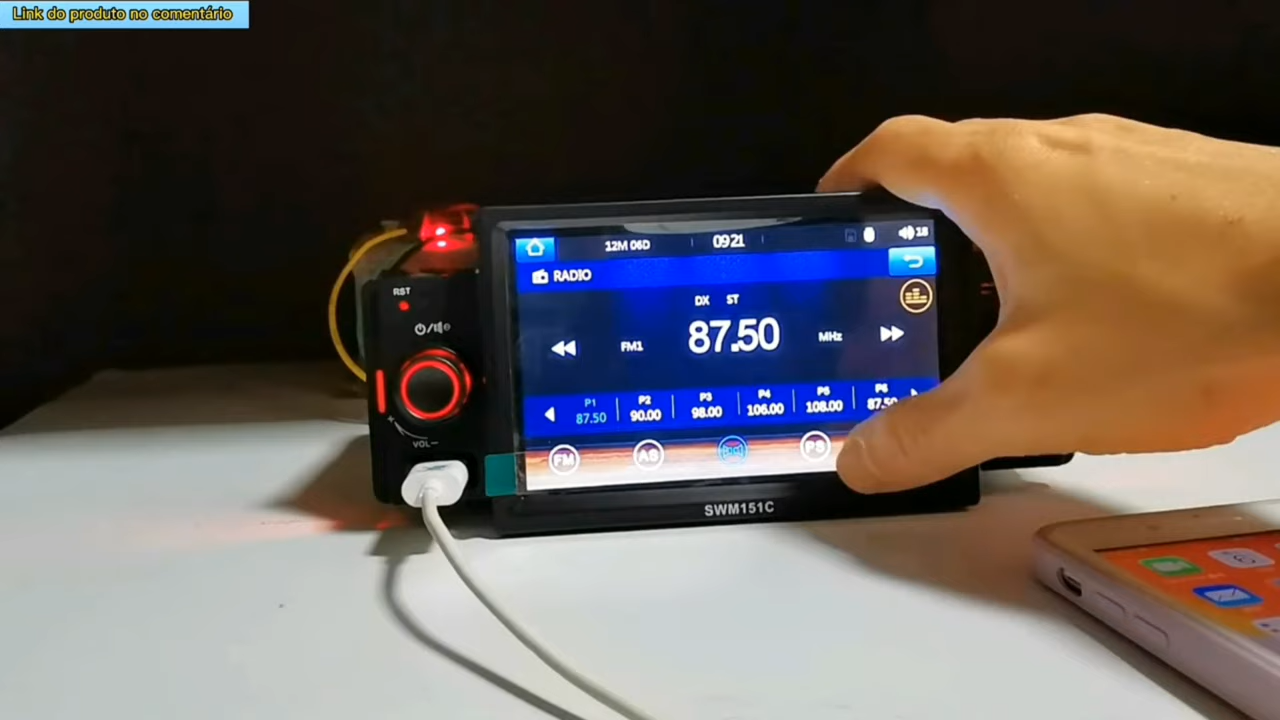 Link do produto no comentário
12M 06D
09:21
18
RADIO
RST
DX ST
FM1 87.50 MHz
P1 P2 P3 P4 P5 P6
87.50 90.00 98.00 106.00 108.00 87.50
VOL
FM AS PS
SWM151C